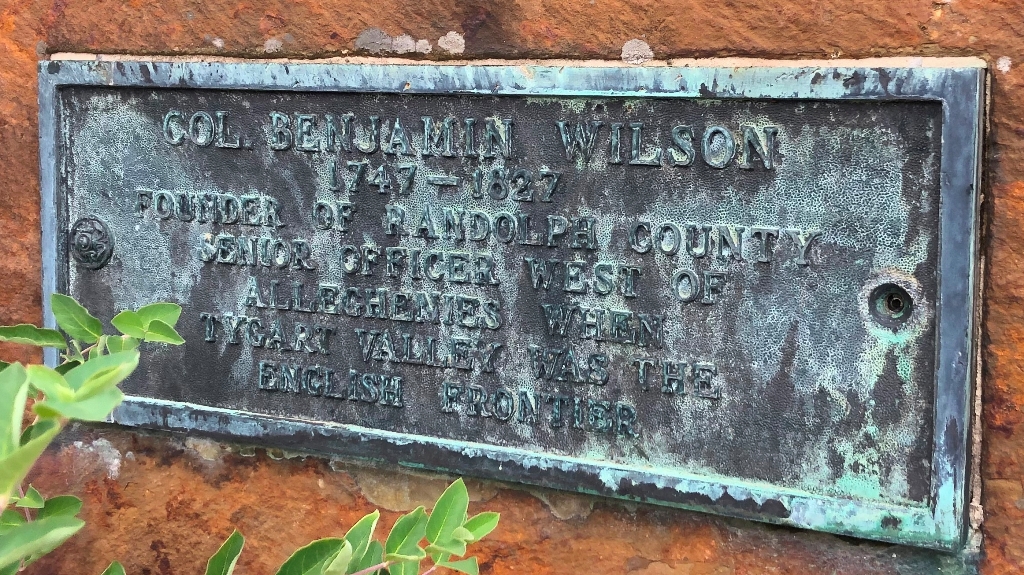 COL. BENJAMIN WILSON
1747-1827
FOUNDER OF RANDOLPH COUNTY
SENIOR OFFICER WEST OF
ALLEGHENIES WHEN
TYGART VALLEY WAS THE
ENGLISH FRONTIER